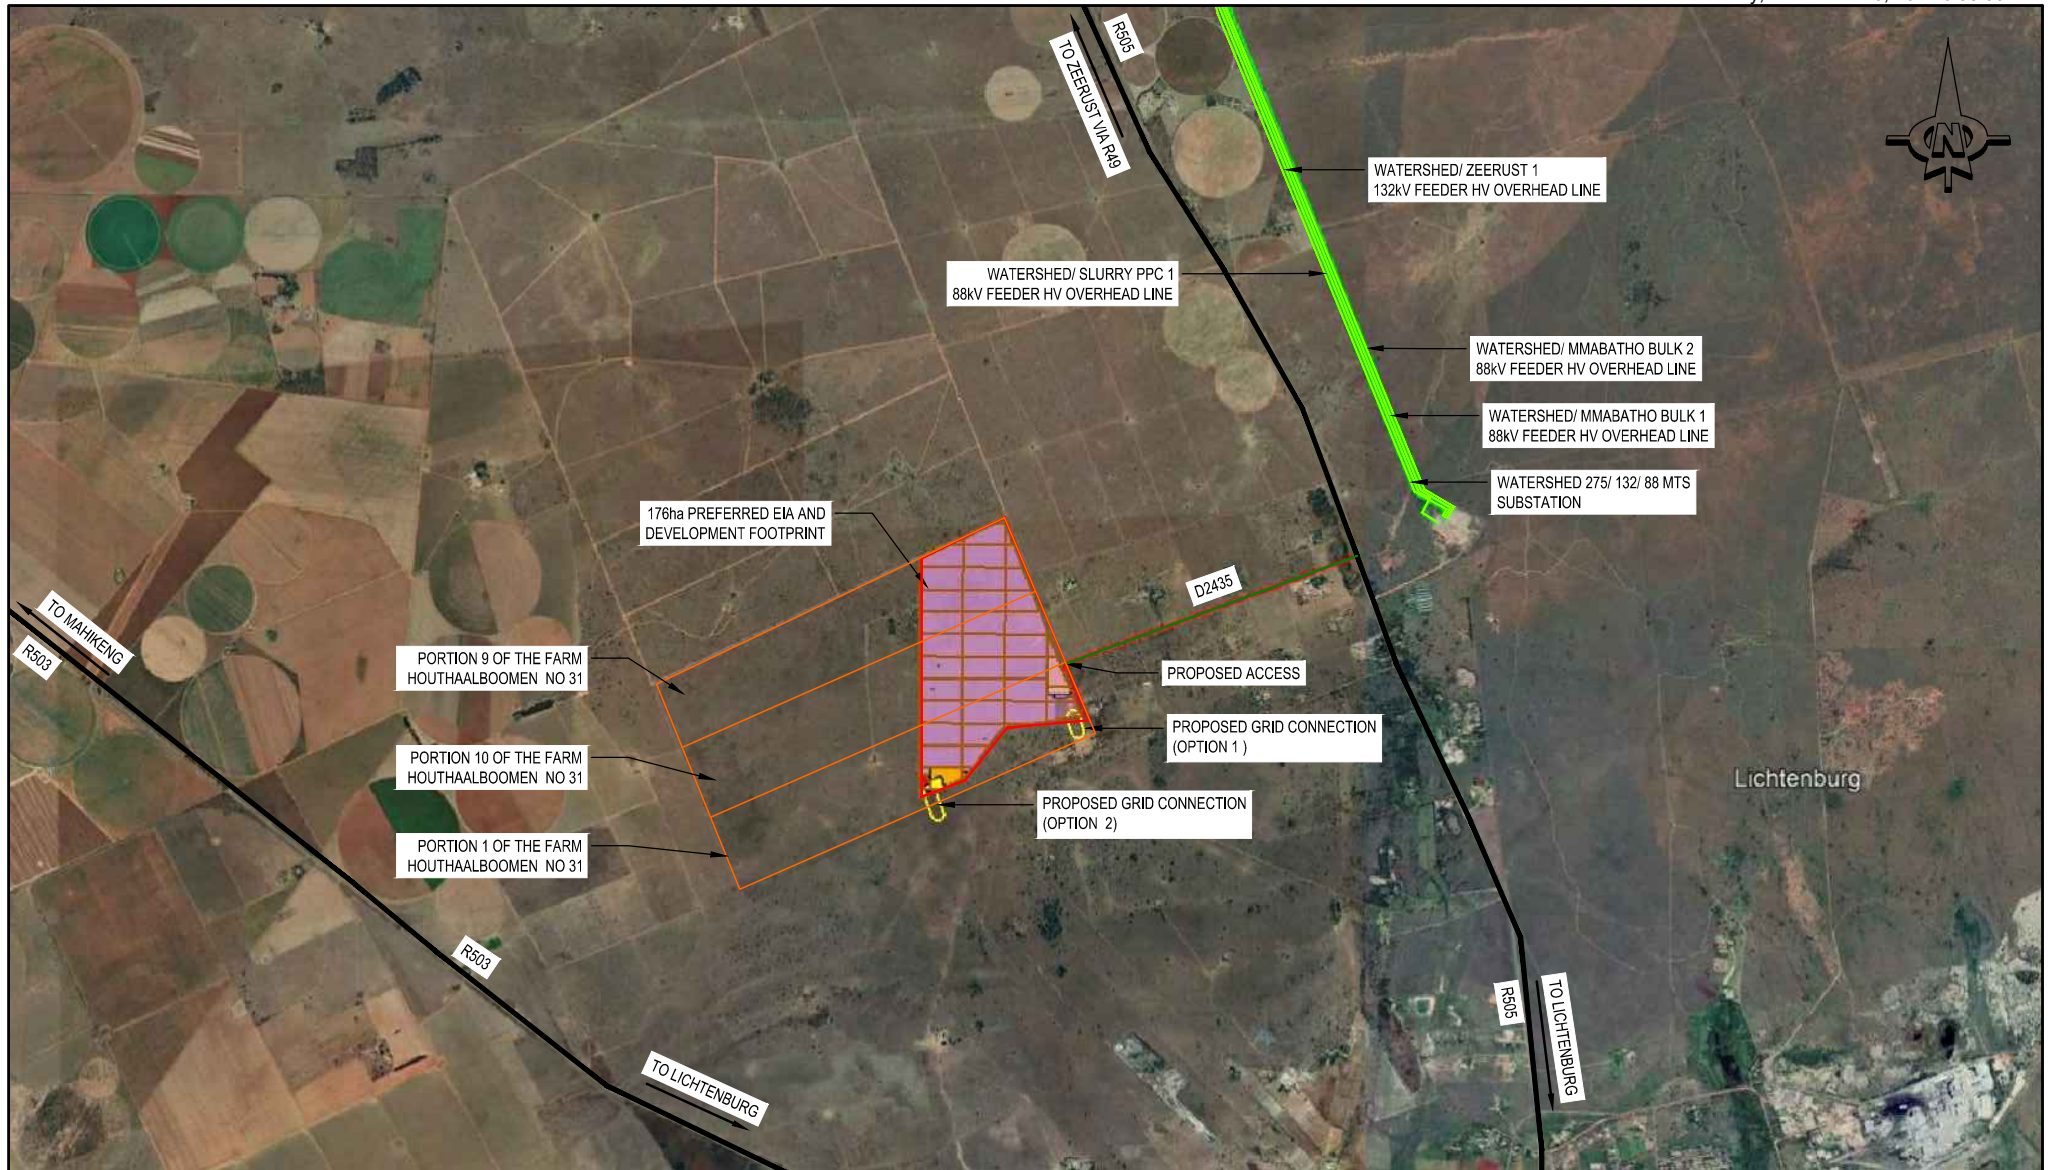 R505
TO ZEERUST VIA R49
N
WATERSHED/ ZEERUST 1
132kV FEEDER HV OVERHEAD LINE
WATERSHED/ SLURRY PPC 1
88kV FEEDER HV OVERHEAD LINE
WATERSHED/ MMABATHO BULK 2
88kV FEEDER HV OVERHEAD LINE
WATERSHED/ MMABATHO BULK 1
88kV FEEDER HV OVERHEAD LINE
WATERSHED 275/ 132/ 88 MTS
SUBSTATION
176ha PREFERRED EIA AND
DEVELOPMENT FOOTPRINT
D2435
TO MAHIKENG
R503
PORTION 9 OF THE FARM
HOUTHAALBOOMEN NO 31
PROPOSED ACCESS
PROPOSED GRID CONNECTION
(OPTION 1 )
PORTION 10 OF THE FARM
HOUTHAALBOOMEN NO 31
Lichtenburg
PROPOSED GRID CONNECTION
(OPTION 2)
PORTION 1 OF THE FARM
HOUTHAALBOOMEN NO 31
R503
R505
TO LICHTENBURG
TO LICHTENBURG